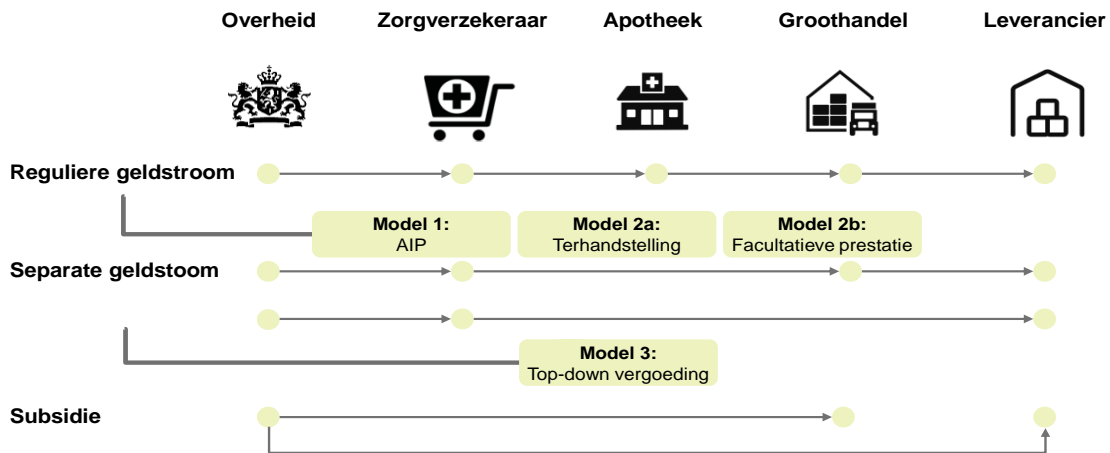 Overheid Zorgverzekeraar Apotheek Groothandel Leverancier
Reguliere geldstroom
Model 1: Model 2a: Model 2b:
AIP Terhandstelling Facultatieve prestatie
Separate geldstoom
Model 3:
Top-down vergoeding
Subsidie